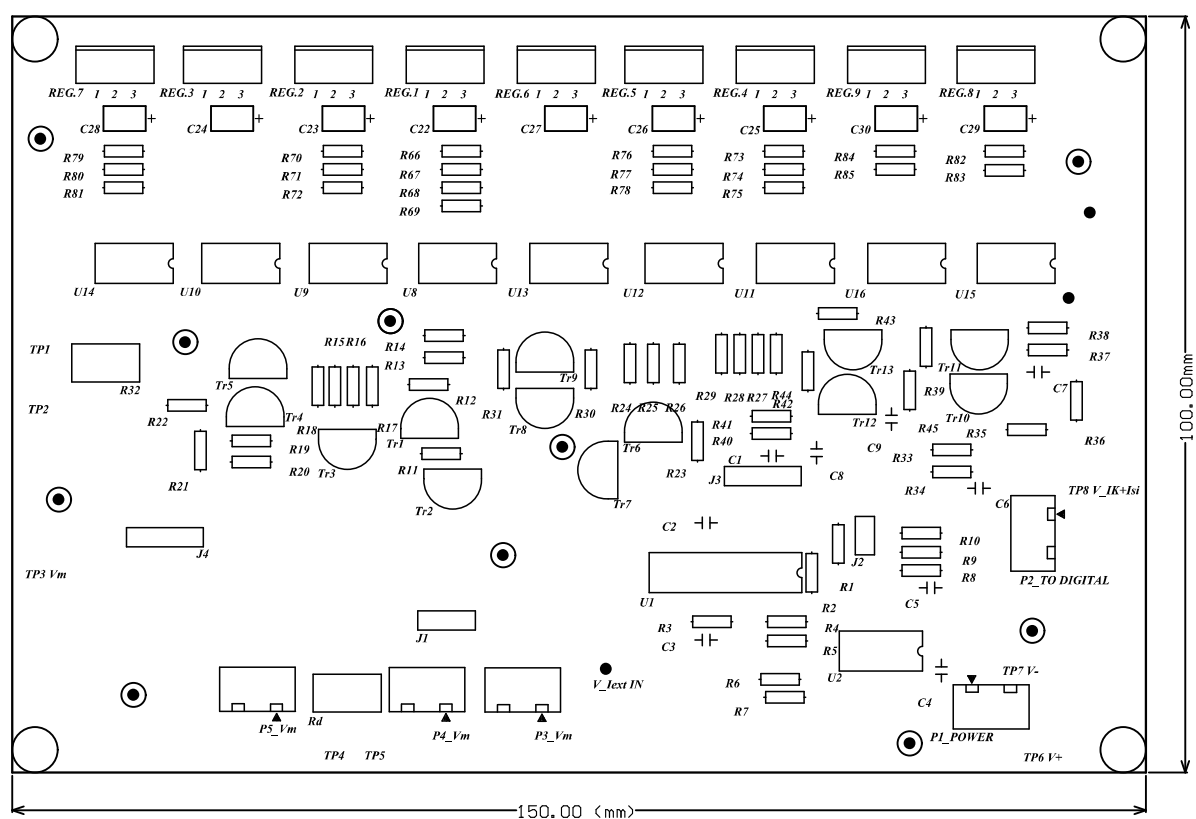 REG.7 1 2 3 REG.3 1 2 3 REG.2 1 2 3 REG.1 1 2 3 REG.6 1 2 3 REG.5 1 2 3 REG.4 1 2 3 REG.9 1 2 3 REG.8 1 2 3
C28 + C24 + C23 + C22 + C27 + C26 + C25 + C30 + C29 +
R79 R70 R66 R76 R73 R84 R82
R80 R71 R67 R77 R74 R85 R83
R81 R72 R68 R78 R75
R69
U14 U10 U9 U8 U13 U12 U11 U16 U15
R43
R15 R16 R14 R38
TP1 R13 R37
Tr5 Tr9 Tr13 Tr11
R32 R12 R29 R28 R27 R44 R39 C7
TP2 R31 R30 R24 R25 R26 R42
R22 Tr4 R18 R17 Tr8 R41 Tr12 Tr10
R19 Tr1 Tr6 R40 C9 R45 R35 R36
R20 Tr3 R11 R23 C1 C8 R33
R21 Tr2 Tr7 J3 R34 C6 TP8 V_IK+Isi
C2
J4 R10
J2 R9
TP3 Vm R8 P2_TO DIGITAL
R1
U1 C5
J1 R2
R3 R4
C3 R5
V_Iext IN R6 U2 TP7 V-
R7 C4
P5_Vm Rd P4_Vm P3_Vm P1_POWER
TP4 TP5 TP6 V+
100.00mm
150.00 (mm)